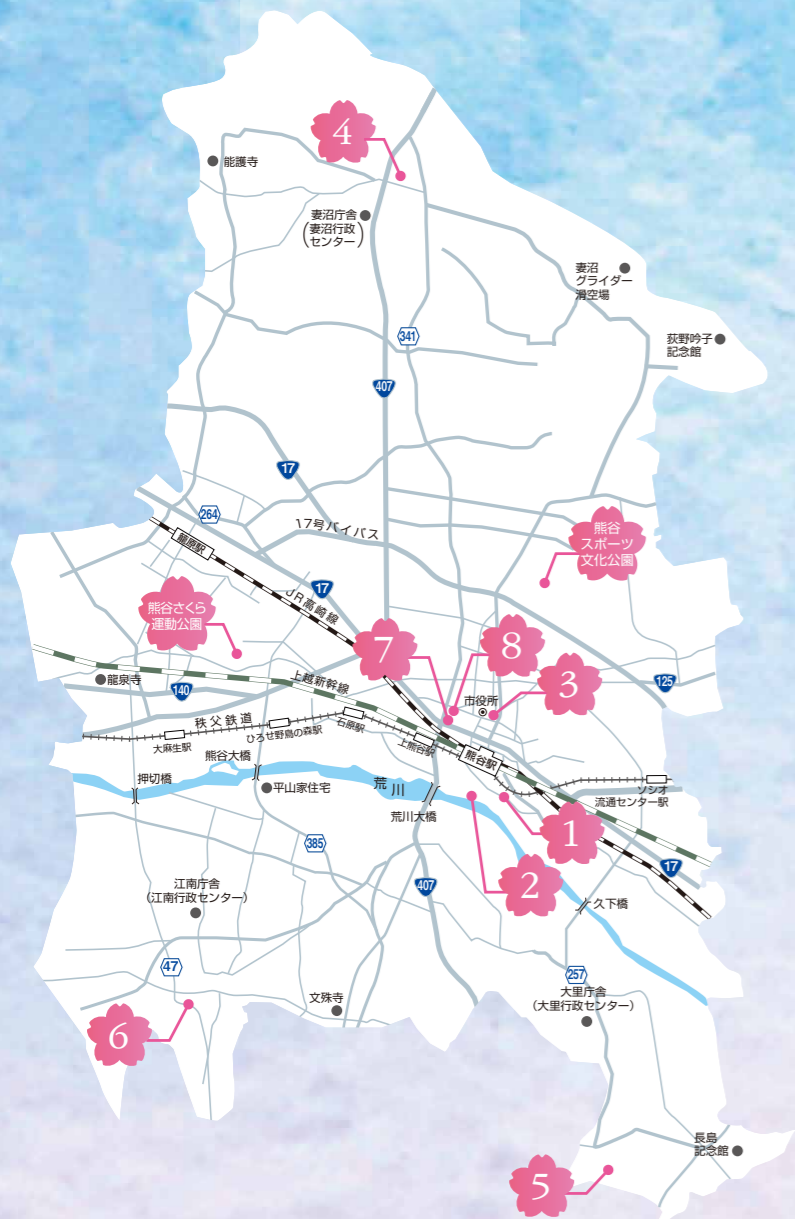 4
能護寺
妻沼庁舎
(妻沼行政
センター)
妻沼
グライダー
滑空場
荻野吟子
記念館
341
407
17
264
17号バイパス
籠原駅
熊谷
スポーツ
文化公園
17
JR高崎線
熊谷さくら
運動公園
7
8
3
龍泉寺
140
上越新幹線
125
市役所
秩父鉄道
大麻生駅
ひろせ野鳥の森駅
石原駅
上熊谷駅
熊谷駅
熊谷大橋
押切橋
平山家住宅
荒川
荒川大橋
ソシオ
流通センター駅
1
2
385
17
407
江南庁舎
(江南行政センター)
久下橋
47
257
大里庁舎
(大里行政センター)
文殊寺
6
長島
記念館
5